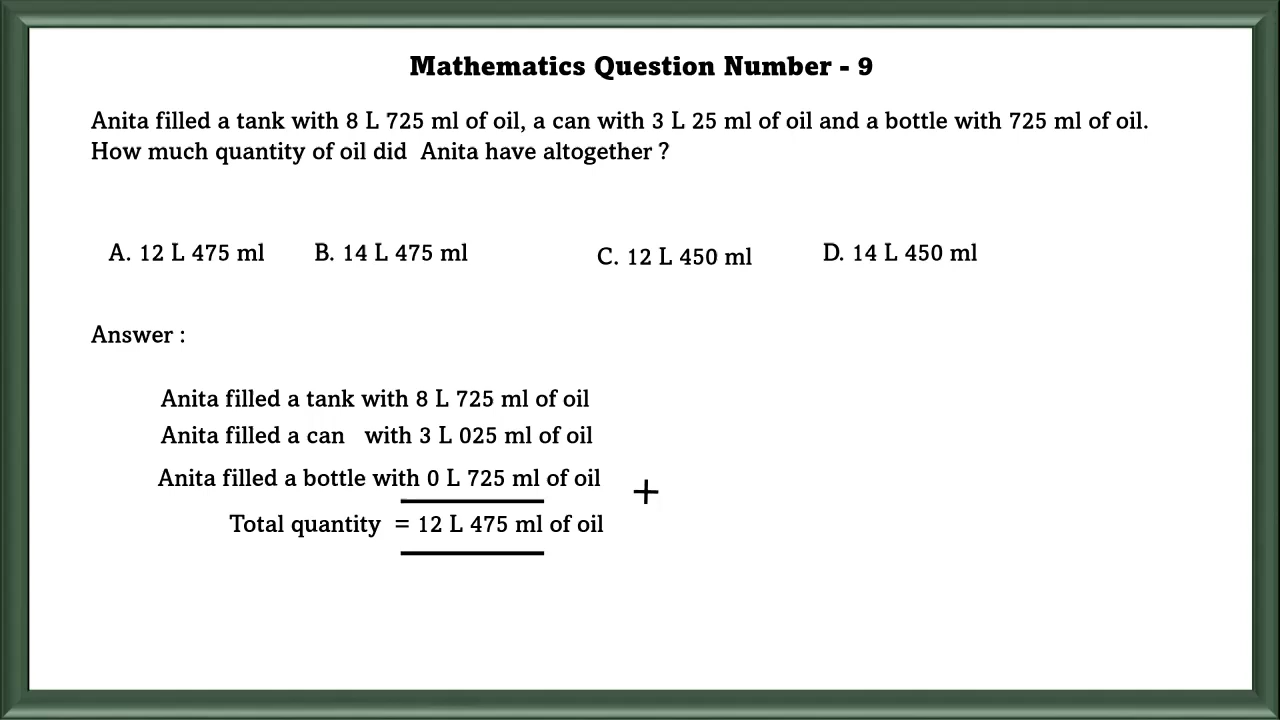 Mathematics Question Number - 9
Anita filled a tank with 8 L 725 ml of oil, a can with 3 L 25 ml of oil and a bottle with 725 ml of oil.
How much quantity of oil did  Anita have altogether ?
A. 12 L 475 ml  B. 14 L 475 ml  C. 12 L 450 ml  D. 14 L 450 ml
Answer :
Anita filled a tank with 8 L 725 ml of oil
Anita filled a can  with 3 L 025 ml of oil
Anita filled a bottle with 0 L 725 ml of oil +
Total quantity = 12 L 475 ml of oil